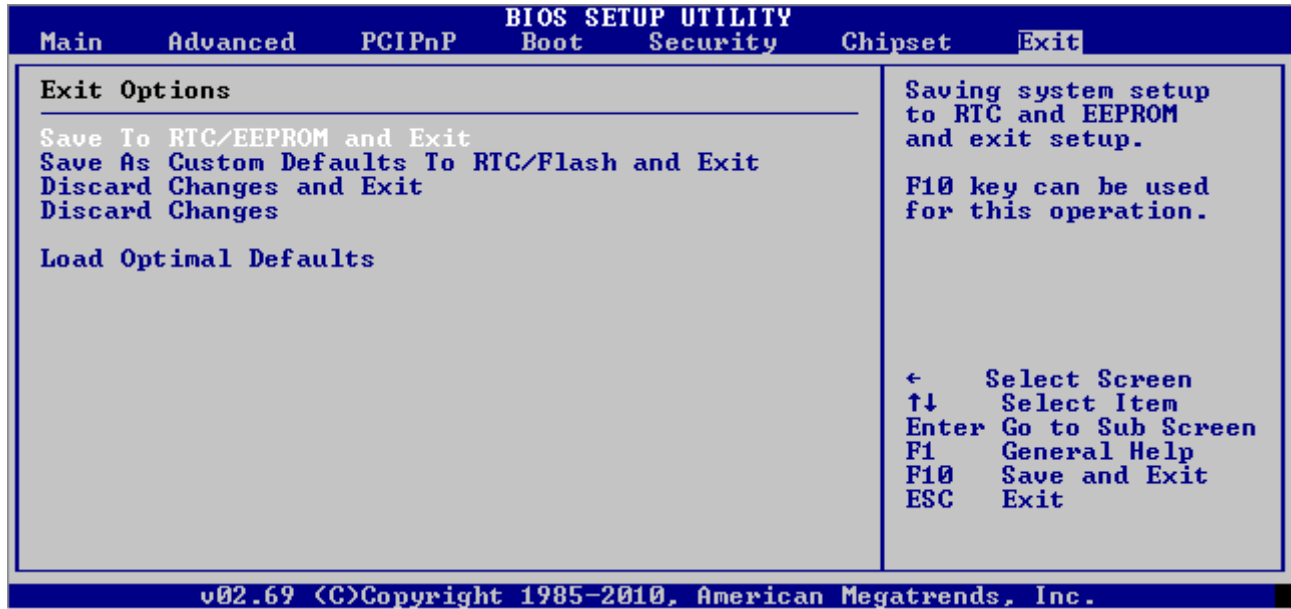 BIOS SETUP UTILITY
Main Advanced PCIPnP Boot Security Chipset Exit
Exit Options
Save To RTC/EEPROM and Exit
Save As Custom Defaults To RTC/Flash and Exit
Discard Changes and Exit
Discard Changes
Load Optimal Defaults
Saving system setup
to RTC and EEPROM
and exit setup.
F10 key can be used
for this operation.
← Select Screen
↑↓ Select Item
Enter Go to Sub Screen
F1 General Help
F10 Save and Exit
ESC Exit
v02.69 (C)Copyright 1985-2010, American Megatrends, Inc.